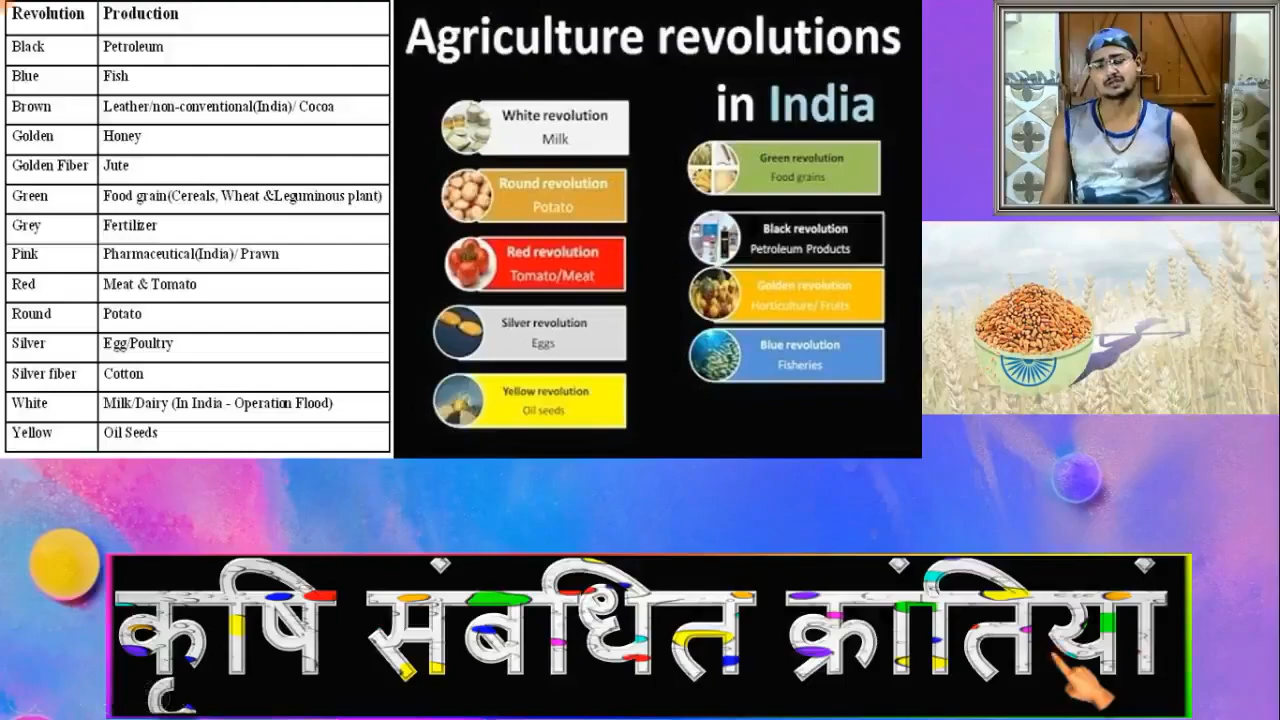 Revolution Production
Black Petroleum
Blue Fish
Brown Leather/non-conventional(India)/ Cocoa
Golden Honey
Golden Fiber Jute
Green Food grain(Cereals, Wheat &Leguminous plant)
Grey Fertilizer
Pink Pharmaceutical(India)/ Prawn
Red Meat & Tomato
Round Potato
Silver Egg/Poultry
Silver fiber Cotton
White Milk/Dairy (In India - Operation Flood)
Yellow Oil Seeds
Agriculture revolutions
in India
White revolution
Milk
Round revolution
Potato
Red revolution
Tomato/Meat
Silver revolution
Eggs
Yellow revolution
Oil seeds
Green revolution
Food grains
Black revolution
Petroleum Products
Golden revolution
Horticulture/ Fruits
Blue revolution
Fisheries
कृषि संबंधित क्रांतियां